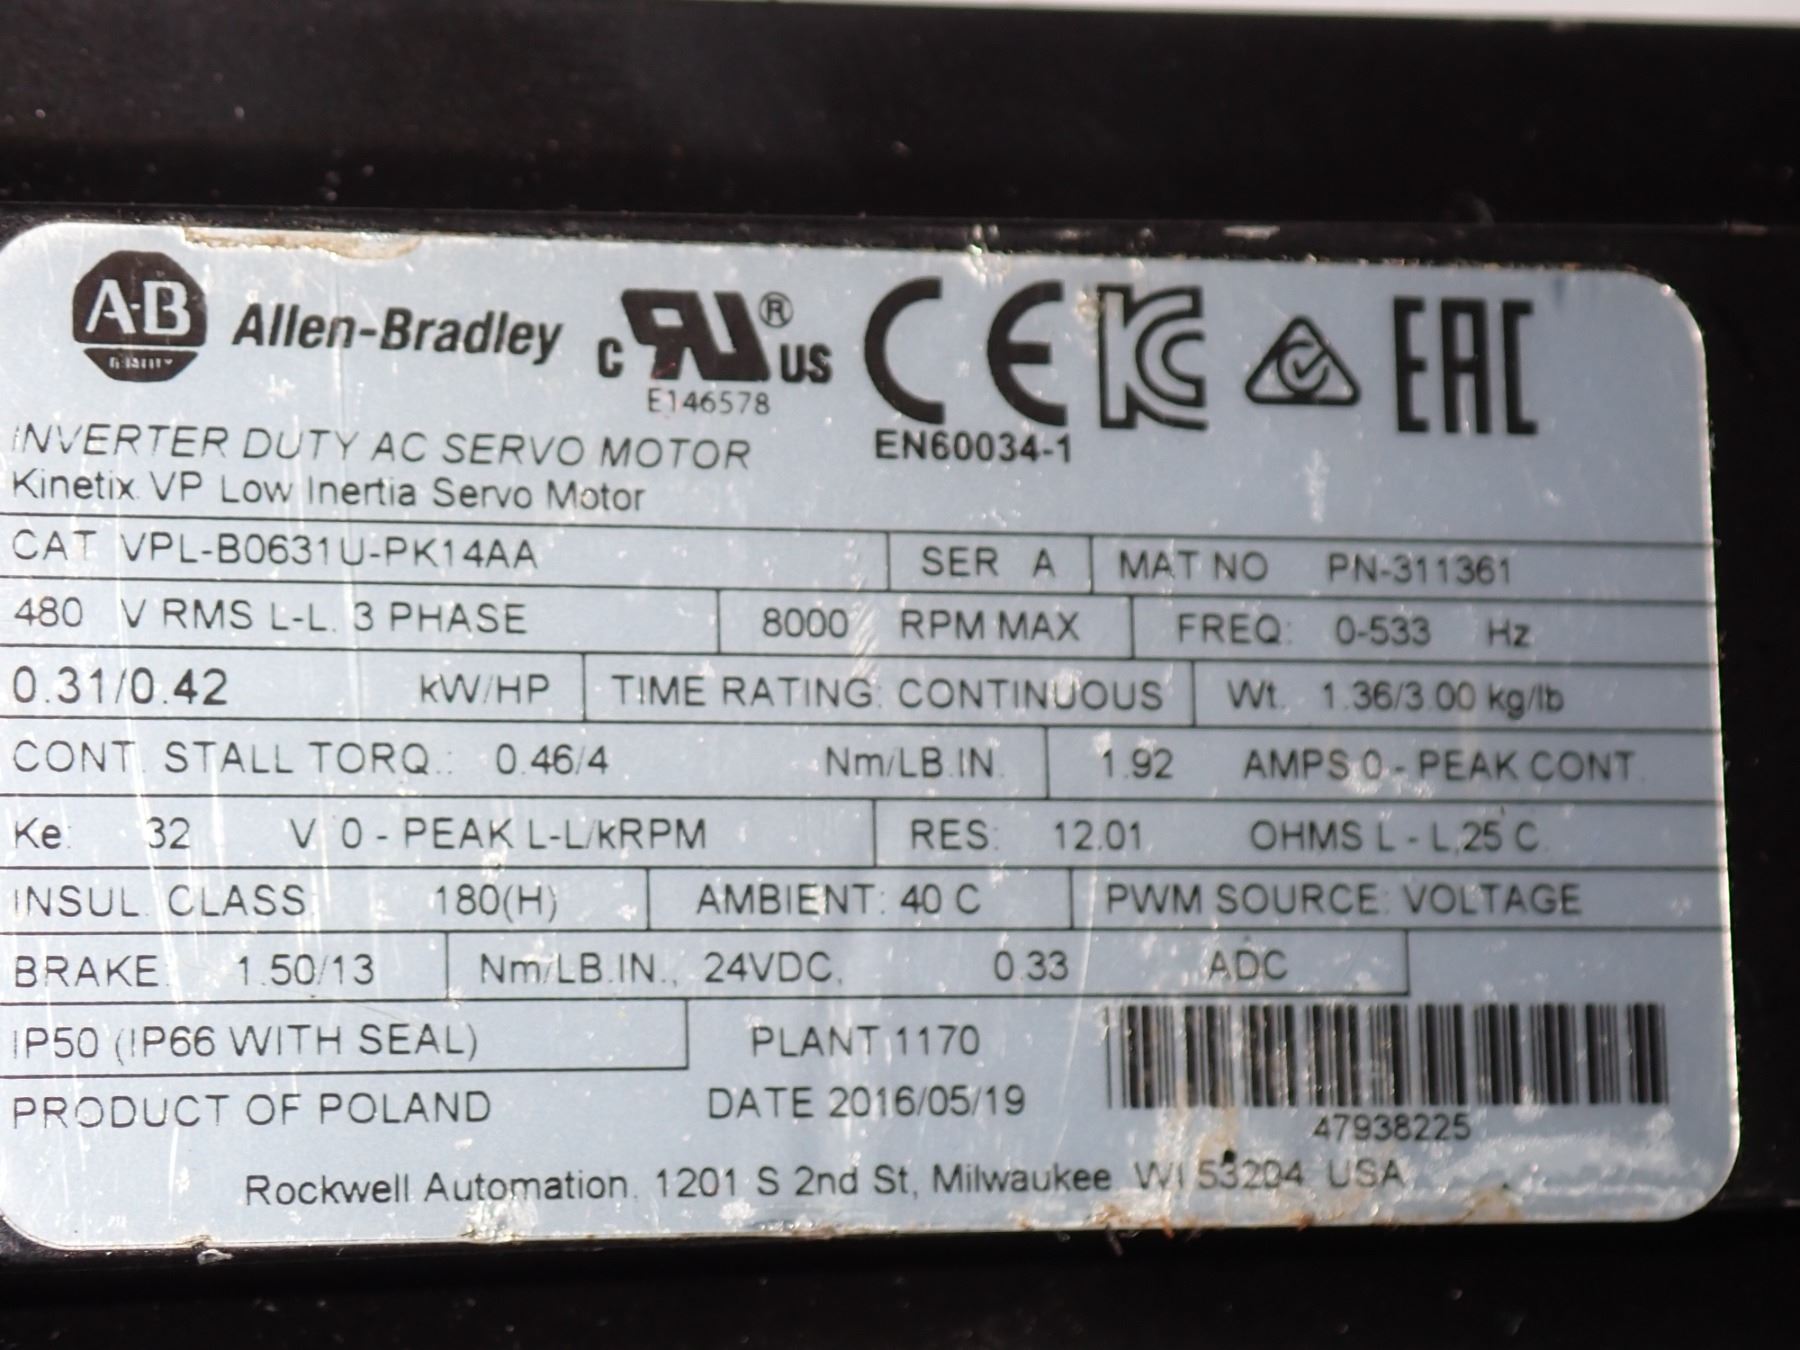 A-B
QUALITY
Allen-Bradley
C RU ® US
E146578
CE
EN60034-1
KC
EAC
INVERTER DUTY AC SERVO MOTOR
Kinetix VP Low Inertia Servo Motor
CAT VPL-B0631U-PK14AA SER A MAT NO PN-311361
480 V RMS L-L. 3 PHASE 8000 RPM MAX FREQ: 0-533 Hz
0.31/0.42 kW/HP TIME RATING: CONTINUOUS Wt. 1.36/3.00 kg/lb
CONT. STALL TORQ.: 0.46/4 Nm/LB.IN. 1.92 AMPS 0 - PEAK CONT.
Ke: 32 V 0 - PEAK L-L/kRPM RES: 12.01 OHMS L - L,25°C.
INSUL. CLASS: 180(H) AMBIENT: 40 C PWM SOURCE: VOLTAGE
BRAKE: 1.50/13 Nm/LB.IN., 24VDC, 0.33 ADC
IP50 (IP66 WITH SEAL) PLANT 1170
PRODUCT OF POLAND DATE 2016/05/19
47938225
Rockwell Automation, 1201 S 2nd St, Milwaukee WI 53204 USA